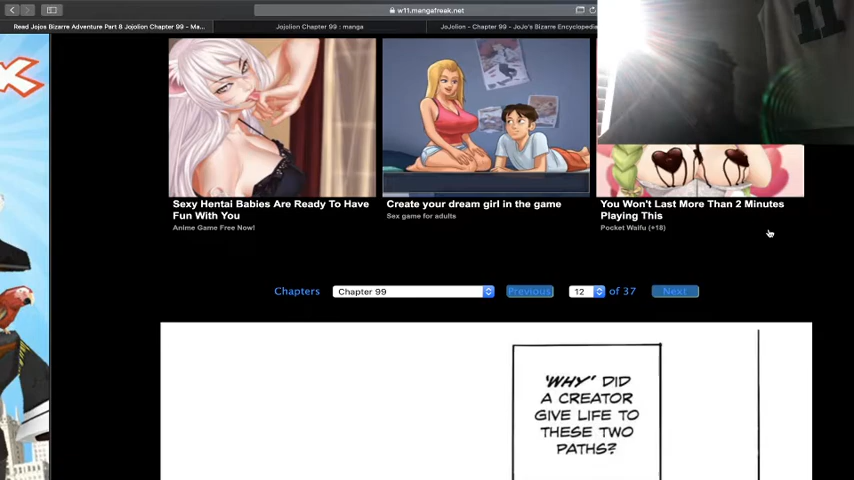 w11.mangafreak.net
Read Jojos Bizarre Adventure Part 8 Jojolion Chapter 99 - Ma...
Jojolion Chapter 99 : manga
JoJolion - Chapter 99 - JoJo's Bizarre Encyclopedia
11
Sexy Hentai Babies Are Ready To Have
Fun With You
Anime Game Free Now!
Create your dream girl in the game
Sex game for adults
You Won't Last More Than 2 Minutes
Playing This
Pocket Waifu (+18)
Chapters
Chapter 99
Previous
12
of 37
Next
'WHY' DID
A CREATOR
GIVE LIFE TO
THESE TWO
PATHS?